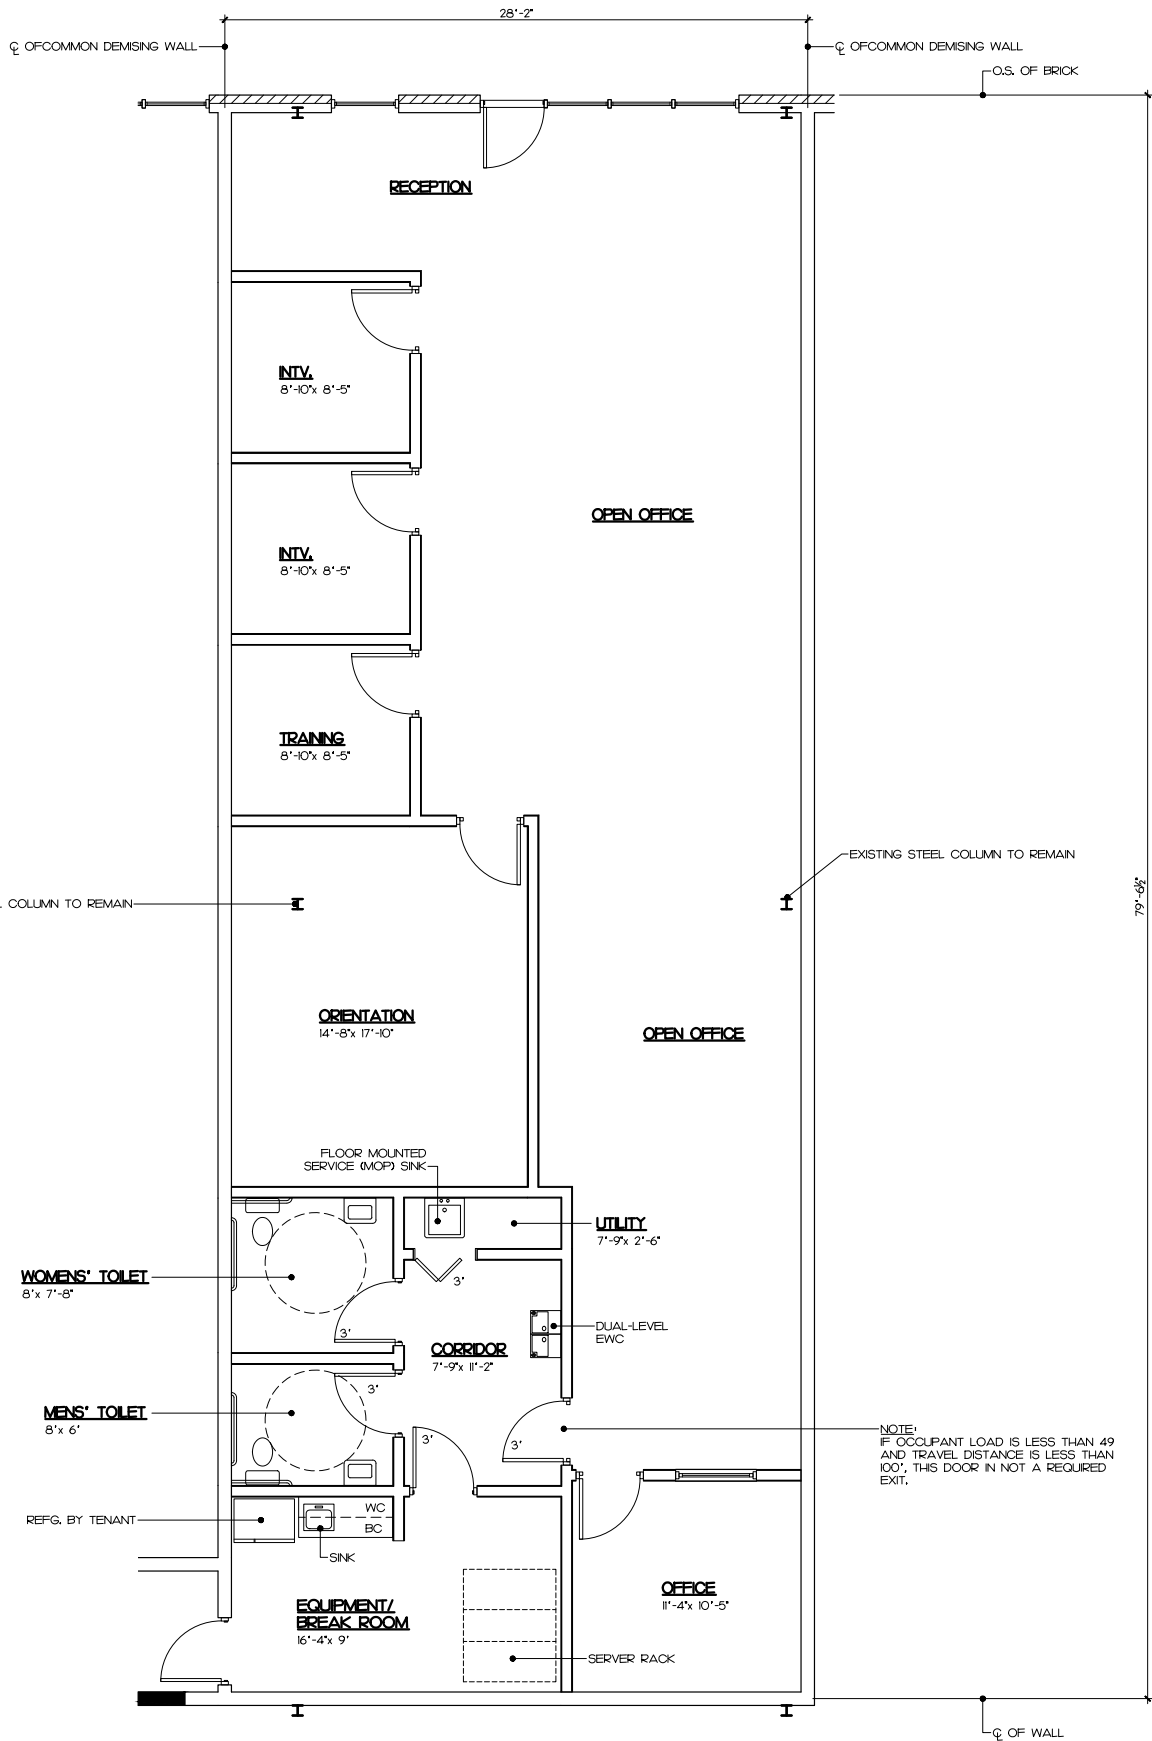 28'-2"
℄ OFCOMMON DEMISING WALL
℄ OFCOMMON DEMISING WALL
O.S. OF BRICK
RECEPTION
INTV.
8'-10"x 8'-5"
OPEN OFFICE
INTV.
8'-10"x 8'-5"
TRAINING
8'-10"x 8'-5"
EXISTING STEEL COLUMN TO REMAIN
79'-6½"
COLUMN TO REMAIN
ORIENTATION
14'-8"x 17'-10"
OPEN OFFICE
FLOOR MOUNTED
SERVICE (MOP) SINK
UTILITY
7'-9"x 2'-6"
WOMENS' TOILET
8'x 7'-8"
3'
3'
DUAL-LEVEL
EWC
CORRIDOR
7'-9"x 11'-2"
3'
MENS' TOILET
8'x 6'
3'
3'
NOTE:
IF OCCUPANT LOAD IS LESS THAN 49
AND TRAVEL DISTANCE IS LESS THAN
100', THIS DOOR IN NOT A REQUIRED
EXIT.
WC
BC
REFG. BY TENANT
SINK
OFFICE
11'-4"x 10'-5"
EQUIPMENT/
BREAK ROOM
16'-4"x 9'
SERVER RACK
℄ OF WALL